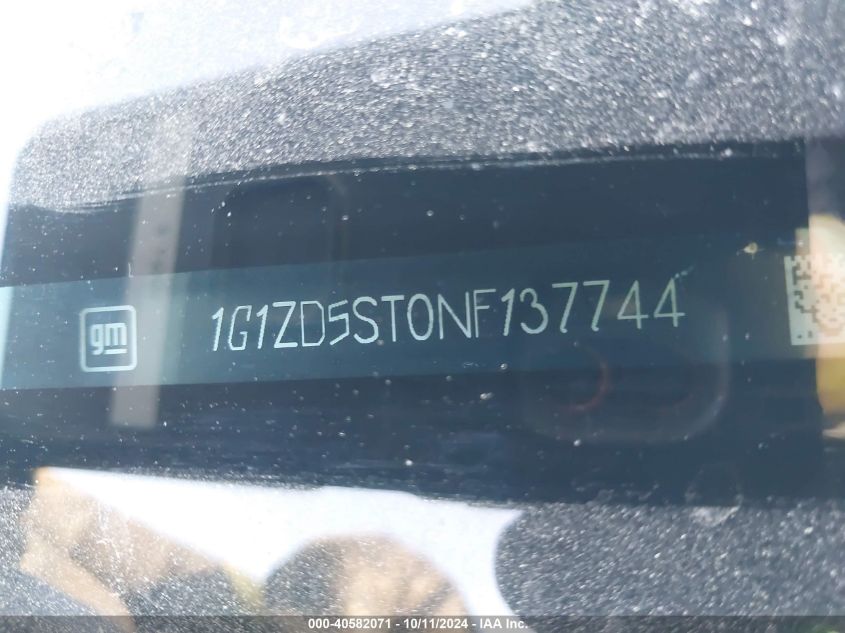 gm 1G1ZD5ST0NF137744
000-40582071 - 10/11/2024 - IAA Inc.